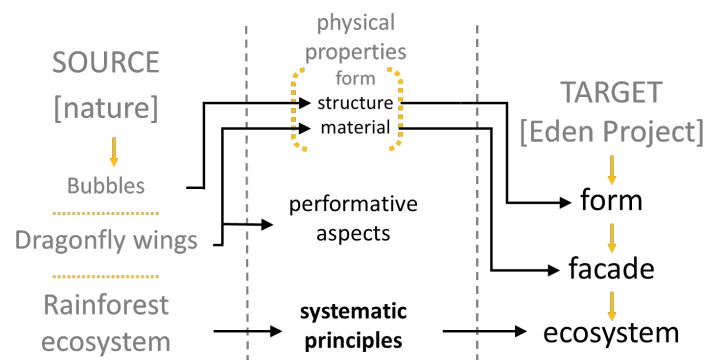 SOURCE
[nature]
Bubbles
Dragonfly wings
Rainforest
ecosystem
physical
properties
form
structure
material
performative
aspects
systematic
principles
TARGET
[Eden Project]
form
facade
ecosystem